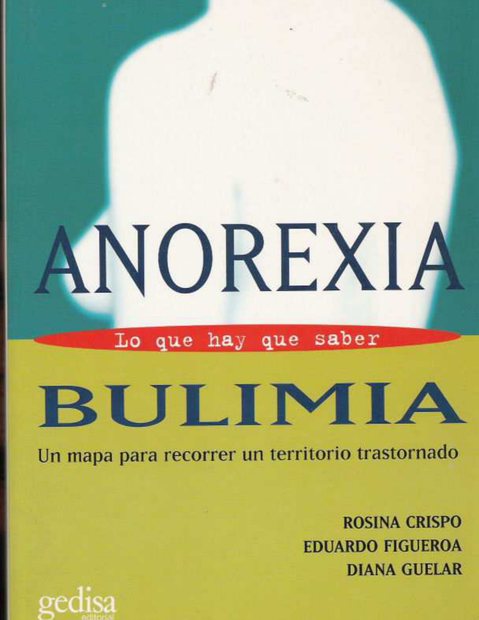 ANOREXIA
Lo que hay que saber
BULIMIA
Un mapa para recorrer un territorio trastornado
ROSINA CRISPO
EDUARDO FIGUEROA
DIANA GUELAR
gedisa
editorial